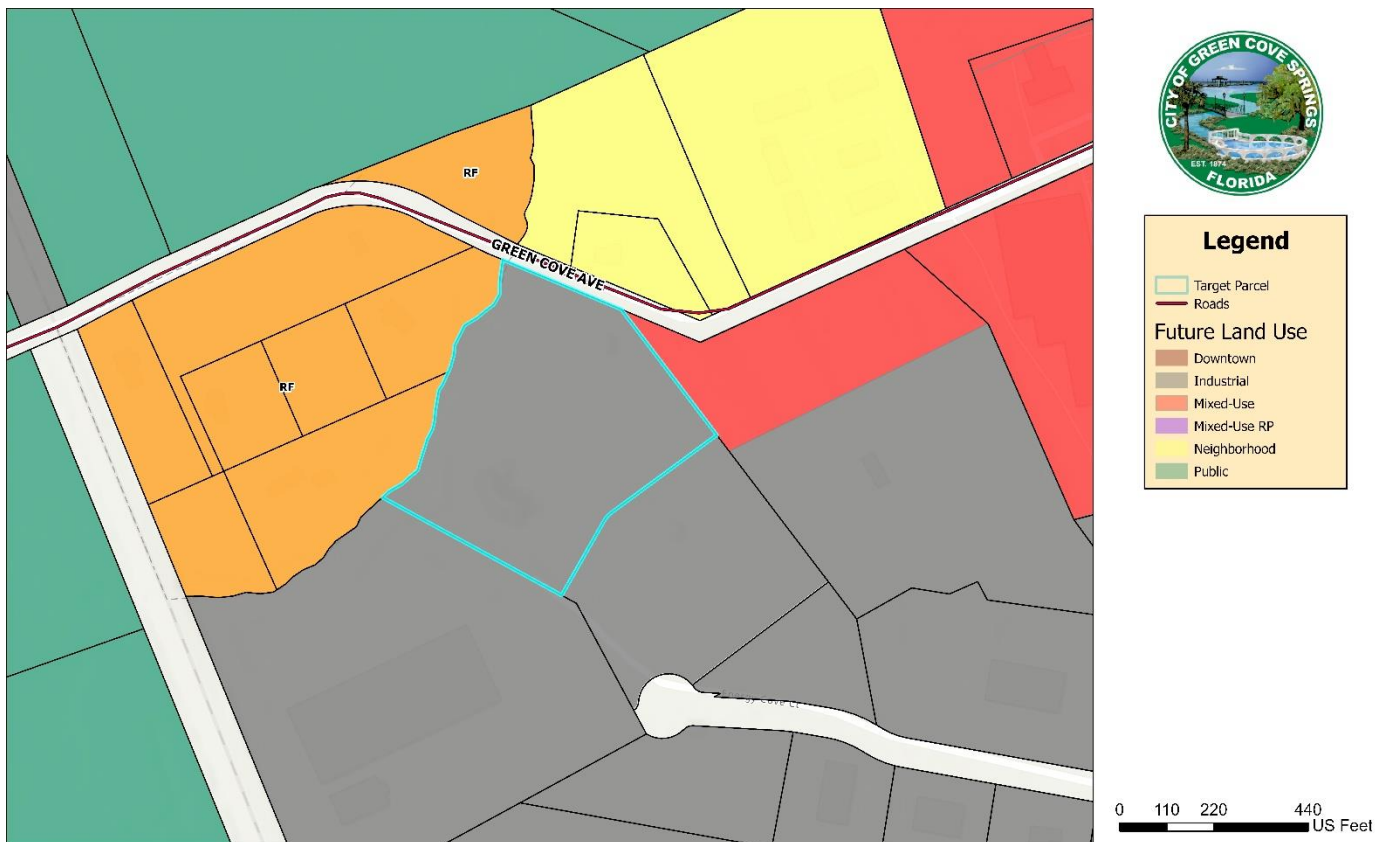 RF
GREEN COVE AVE
RF
CITY OF GREEN COVE SPRINGS
EST. 1874
FLORIDA
Legend
Target Parcel
Roads
Future Land Use
Downtown
Industrial
Mixed-Use
Mixed-Use RP
Neighborhood
Public
0 110 220 440
US Feet